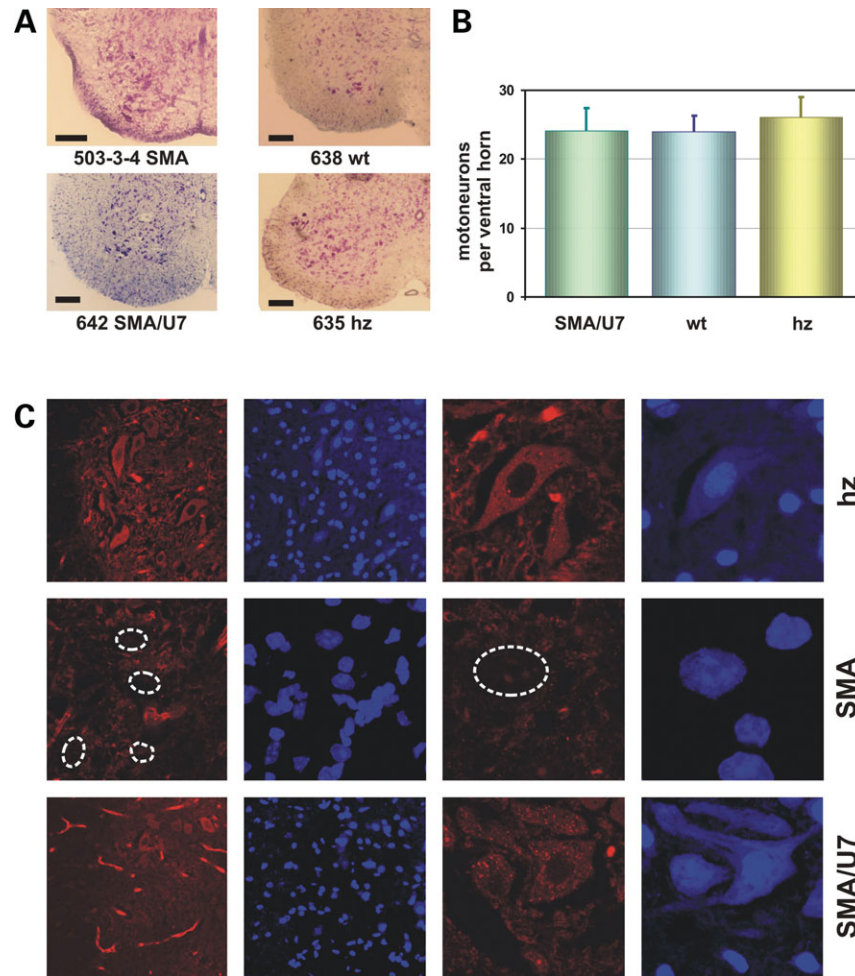 A
503-3-4 SMA
638 wt
642 SMA/U7
635 hz
B
motoneurons
per ventral horn
30
20
10
0
SMA/U7
wt
hz
C
hz
SMA
SMA/U7